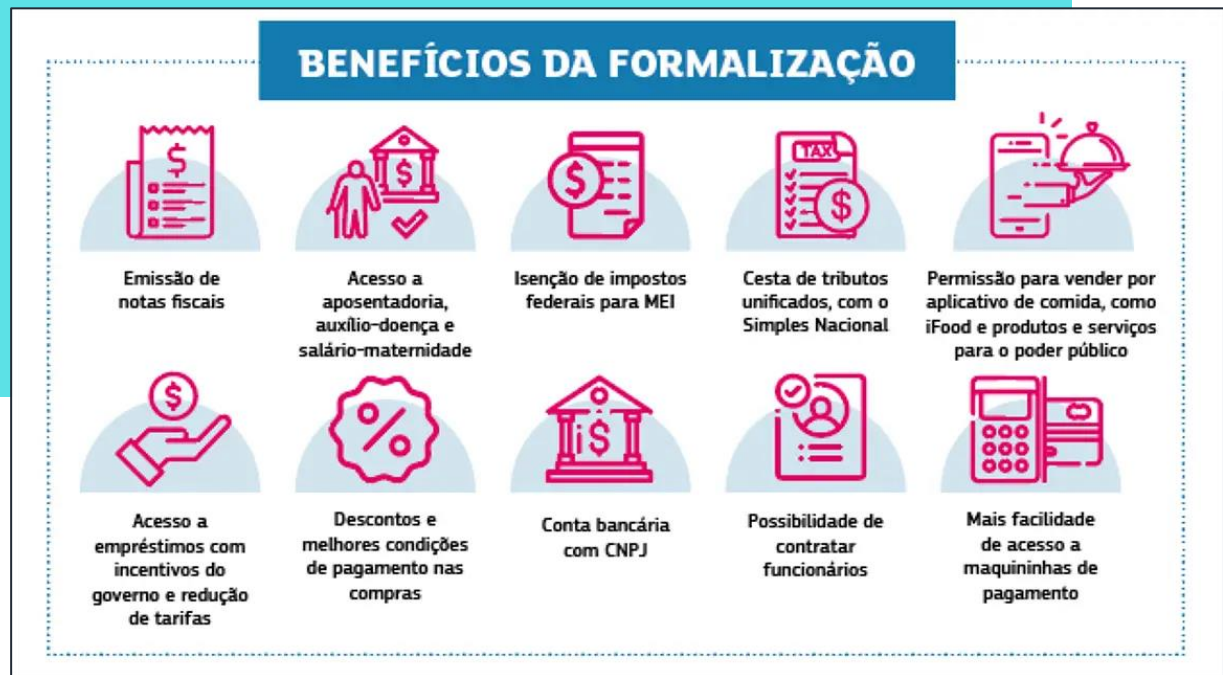 BENEFÍCIOS DA FORMALIZAÇÃO
$
Emissão de
notas fiscais
$
Acesso a
aposentadoria,
auxílio-doença e
salário-maternidade
$
Isenção de impostos
federais para MEI
TAX
$
Cesta de tributos
unificados, com o
Simples Nacional
Permissão para vender por
aplicativo de comida, como
iFood e produtos e serviços
para o poder público
$
Acesso a
empréstimos com
incentivos do
governo e redução
de tarifas
%
Descontos e
melhores condições
de pagamento nas
compras
$
Conta bancária
com CNPJ
Possibilidade de
contratar
funcionários
Mais facilidade
de acesso a
maquininhas de
pagamento